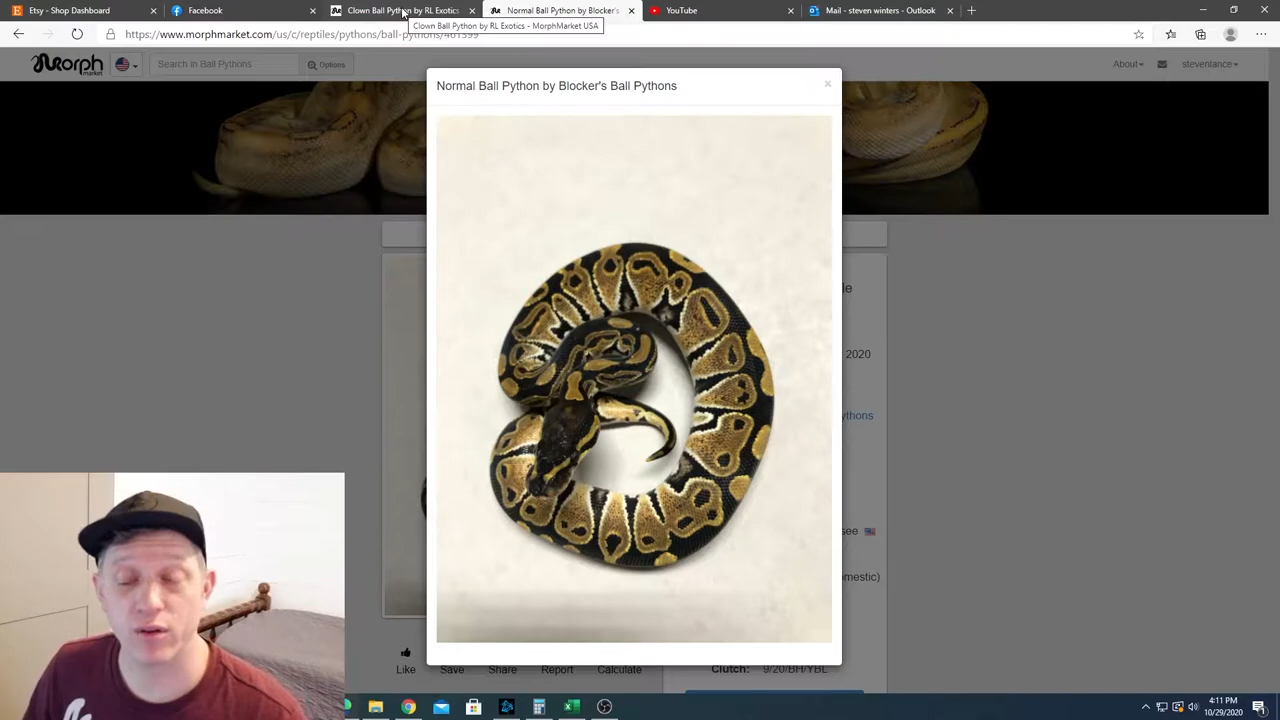 Etsy - Shop Dashboard
Facebook
Clown Ball Python by RL Exotics
Normal Ball Python by Blocker's
YouTube
Mail - steven winters - Outlook
Clown Ball Python by RL Exotics - MorphMarket USA
https://www.morphmarket.com/us/c/reptiles/pythons/ball-pythons/461399
Morph
market
Search in Ball Pythons
Options
About
stevenlance
Normal Ball Python by Blocker's Ball Pythons
le
2020
ythons
see
omestic)
Like
Save
Share
Report
Calculate
Clutch: 9/20/BH/YBL
4:11 PM
10/29/2020